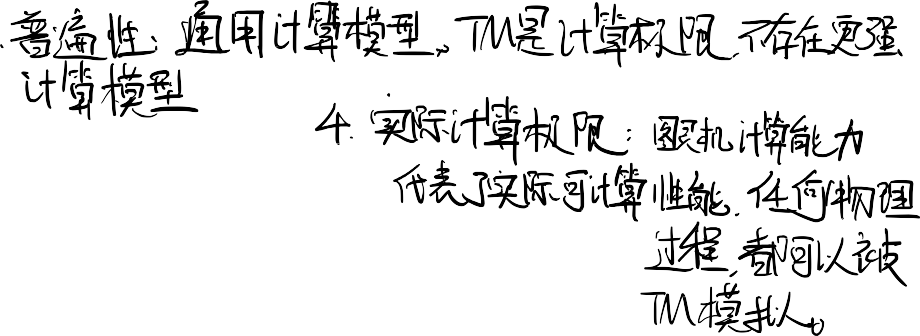 普遍性：通用计算模型。TM是计算极限，不存在更强
计算模型
4. 实际计算极限：图灵机计算能力
代表了实际可计算性能，任何物理
过程，都可以被
TM模拟。